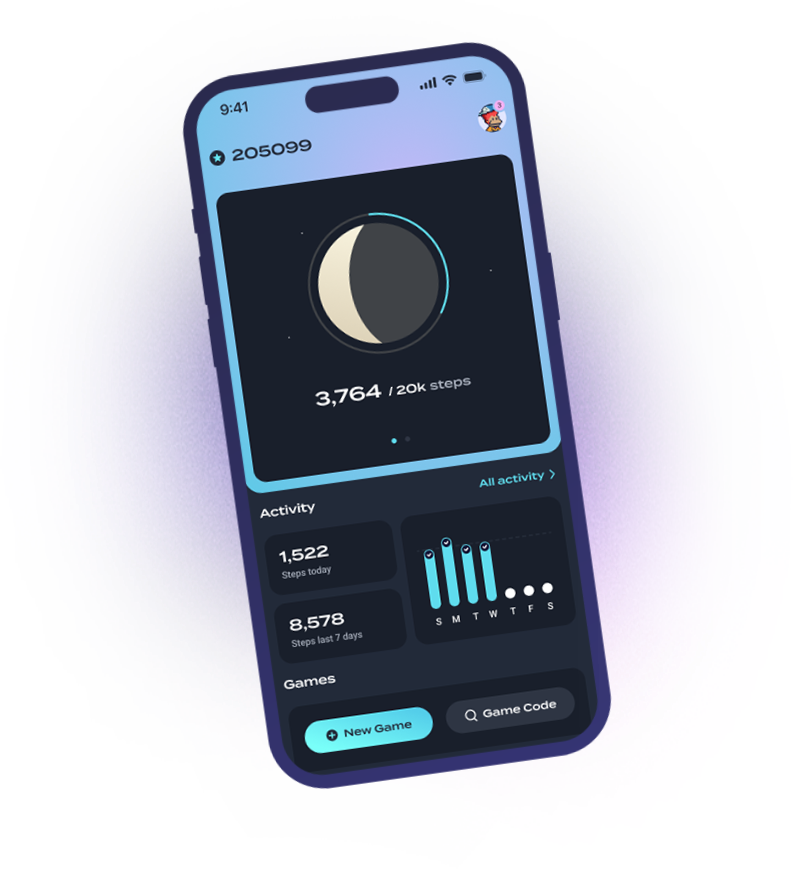 9:41
3
205099
3,764 / 20k steps
All activity
Activity
1,522
Steps today
8,578
Steps last 7 days
S M T W T F S
Games
New Game
Game Code